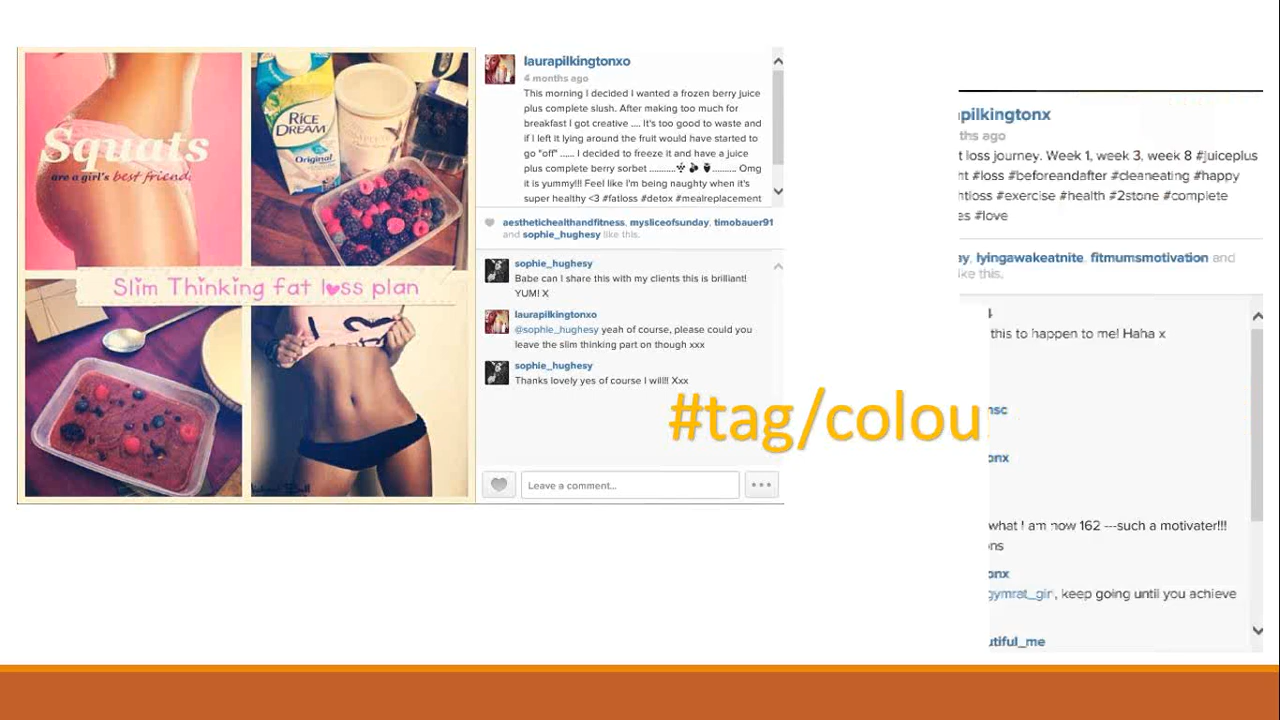 Squats
are a girl's best friend.
RICE
DREAM
Original
Slim Thinking fat loss plan
laurapilkingtonxo
4 months ago
This morning I decided I wanted a frozen berry juice
plus complete slush. After making too much for
breakfast I got creative .... It's too good to waste and
if I left it lying around the fruit would have started to
go "off" ...... I decided to freeze it and have a juice
plus complete berry sorbet ........... .......... Omg
it is yummy!!! Feel like I'm being naughty when it's
super healthy <3 #fatloss #detox #mealreplacement
aesthetichealthandfitness, mysliceofsunday, timobauer91
and sophie_hughesy like this.
sophie_hughesy
Babe can I share this with my clients this is brilliant!
YUM! X
laurapilkingtonxo
@sophie_hughesy yeah of course, please could you
leave the slim thinking part on though xxx
sophie_hughesy
Thanks lovely yes of course I will!! Xxx
Leave a comment...
#tag/colou
pilkingtonx
ths ago
t loss journey. Week 1, week 3, week 8 #juiceplus
nt #loss #beforeandafter #cleaneating #happy
htloss #exercise #health #2stone #complete
es #love
y, lyingawakeatnite, fitmumsmotivation and
ike this.
this to happen to me! Haha x
nsc
onx
what I am now 162 ---such a motivater!!!
ons
onx
gymrat_girl, keep going until you achieve
utiful_me